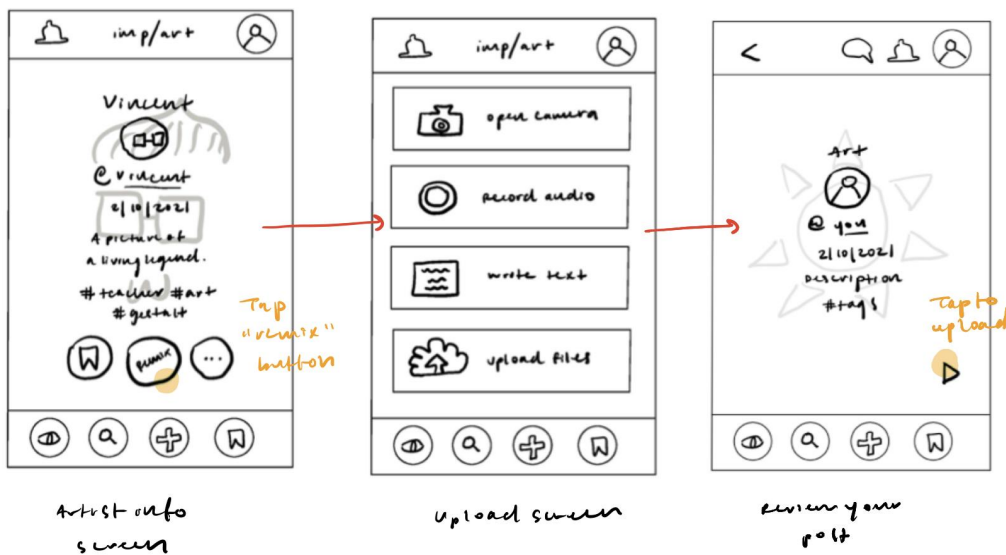 imp/art
Vincent
@vincent
2/10/2021
A picture of
a living legend.
#teacher #art
#gestalt
REMIX
Tap
"remix"
button
Artist info
screen
imp/art
open camera
Record audio
write text
upload files
upload screen
Art
@you
2/10/2021
Description
#tags
Tap to
upload
Review your
post